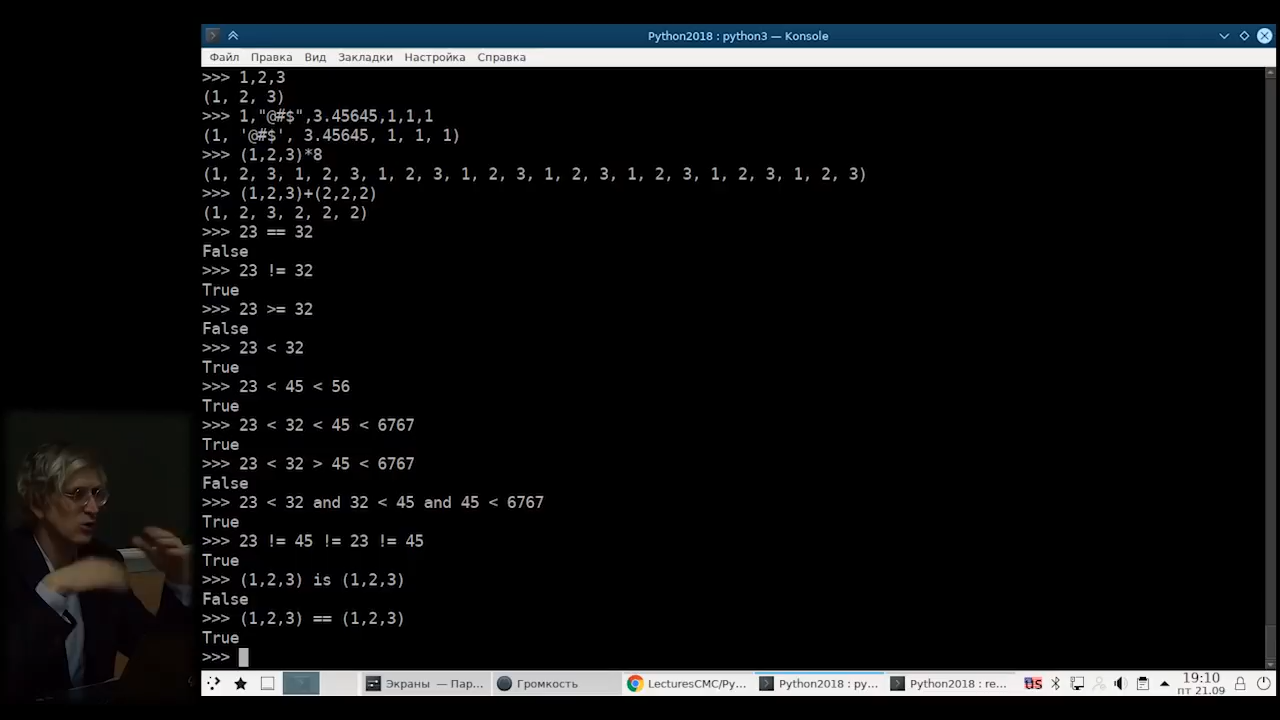 Python2018 : python3 — Konsole
Файл Правка Вид Закладки Настройка Справка
>>> 1,2,3
(1, 2, 3)
>>> 1,"@#$",3.45645,1,1,1
(1, '@#$', 3.45645, 1, 1, 1)
>>> (1,2,3)*8
(1, 2, 3, 1, 2, 3, 1, 2, 3, 1, 2, 3, 1, 2, 3, 1, 2, 3, 1, 2, 3, 1, 2, 3)
>>> (1,2,3)+(2,2,2)
(1, 2, 3, 2, 2, 2)
>>> 23 == 32
False
>>> 23 != 32
True
>>> 23 >= 32
False
>>> 23 < 32
True
>>> 23 < 45 < 56
True
>>> 23 < 32 < 45 < 6767
True
>>> 23 < 32 > 45 < 6767
False
>>> 23 < 32 and 32 < 45 and 45 < 6767
True
>>> 23 != 45 != 23 != 45
True
>>> (1,2,3) is (1,2,3)
False
>>> (1,2,3) == (1,2,3)
True
>>>
Экраны — Пар... Громкость LecturesCMC/Py... Python2018 : py... Python2018 : re... us 19:10
пт 21.09